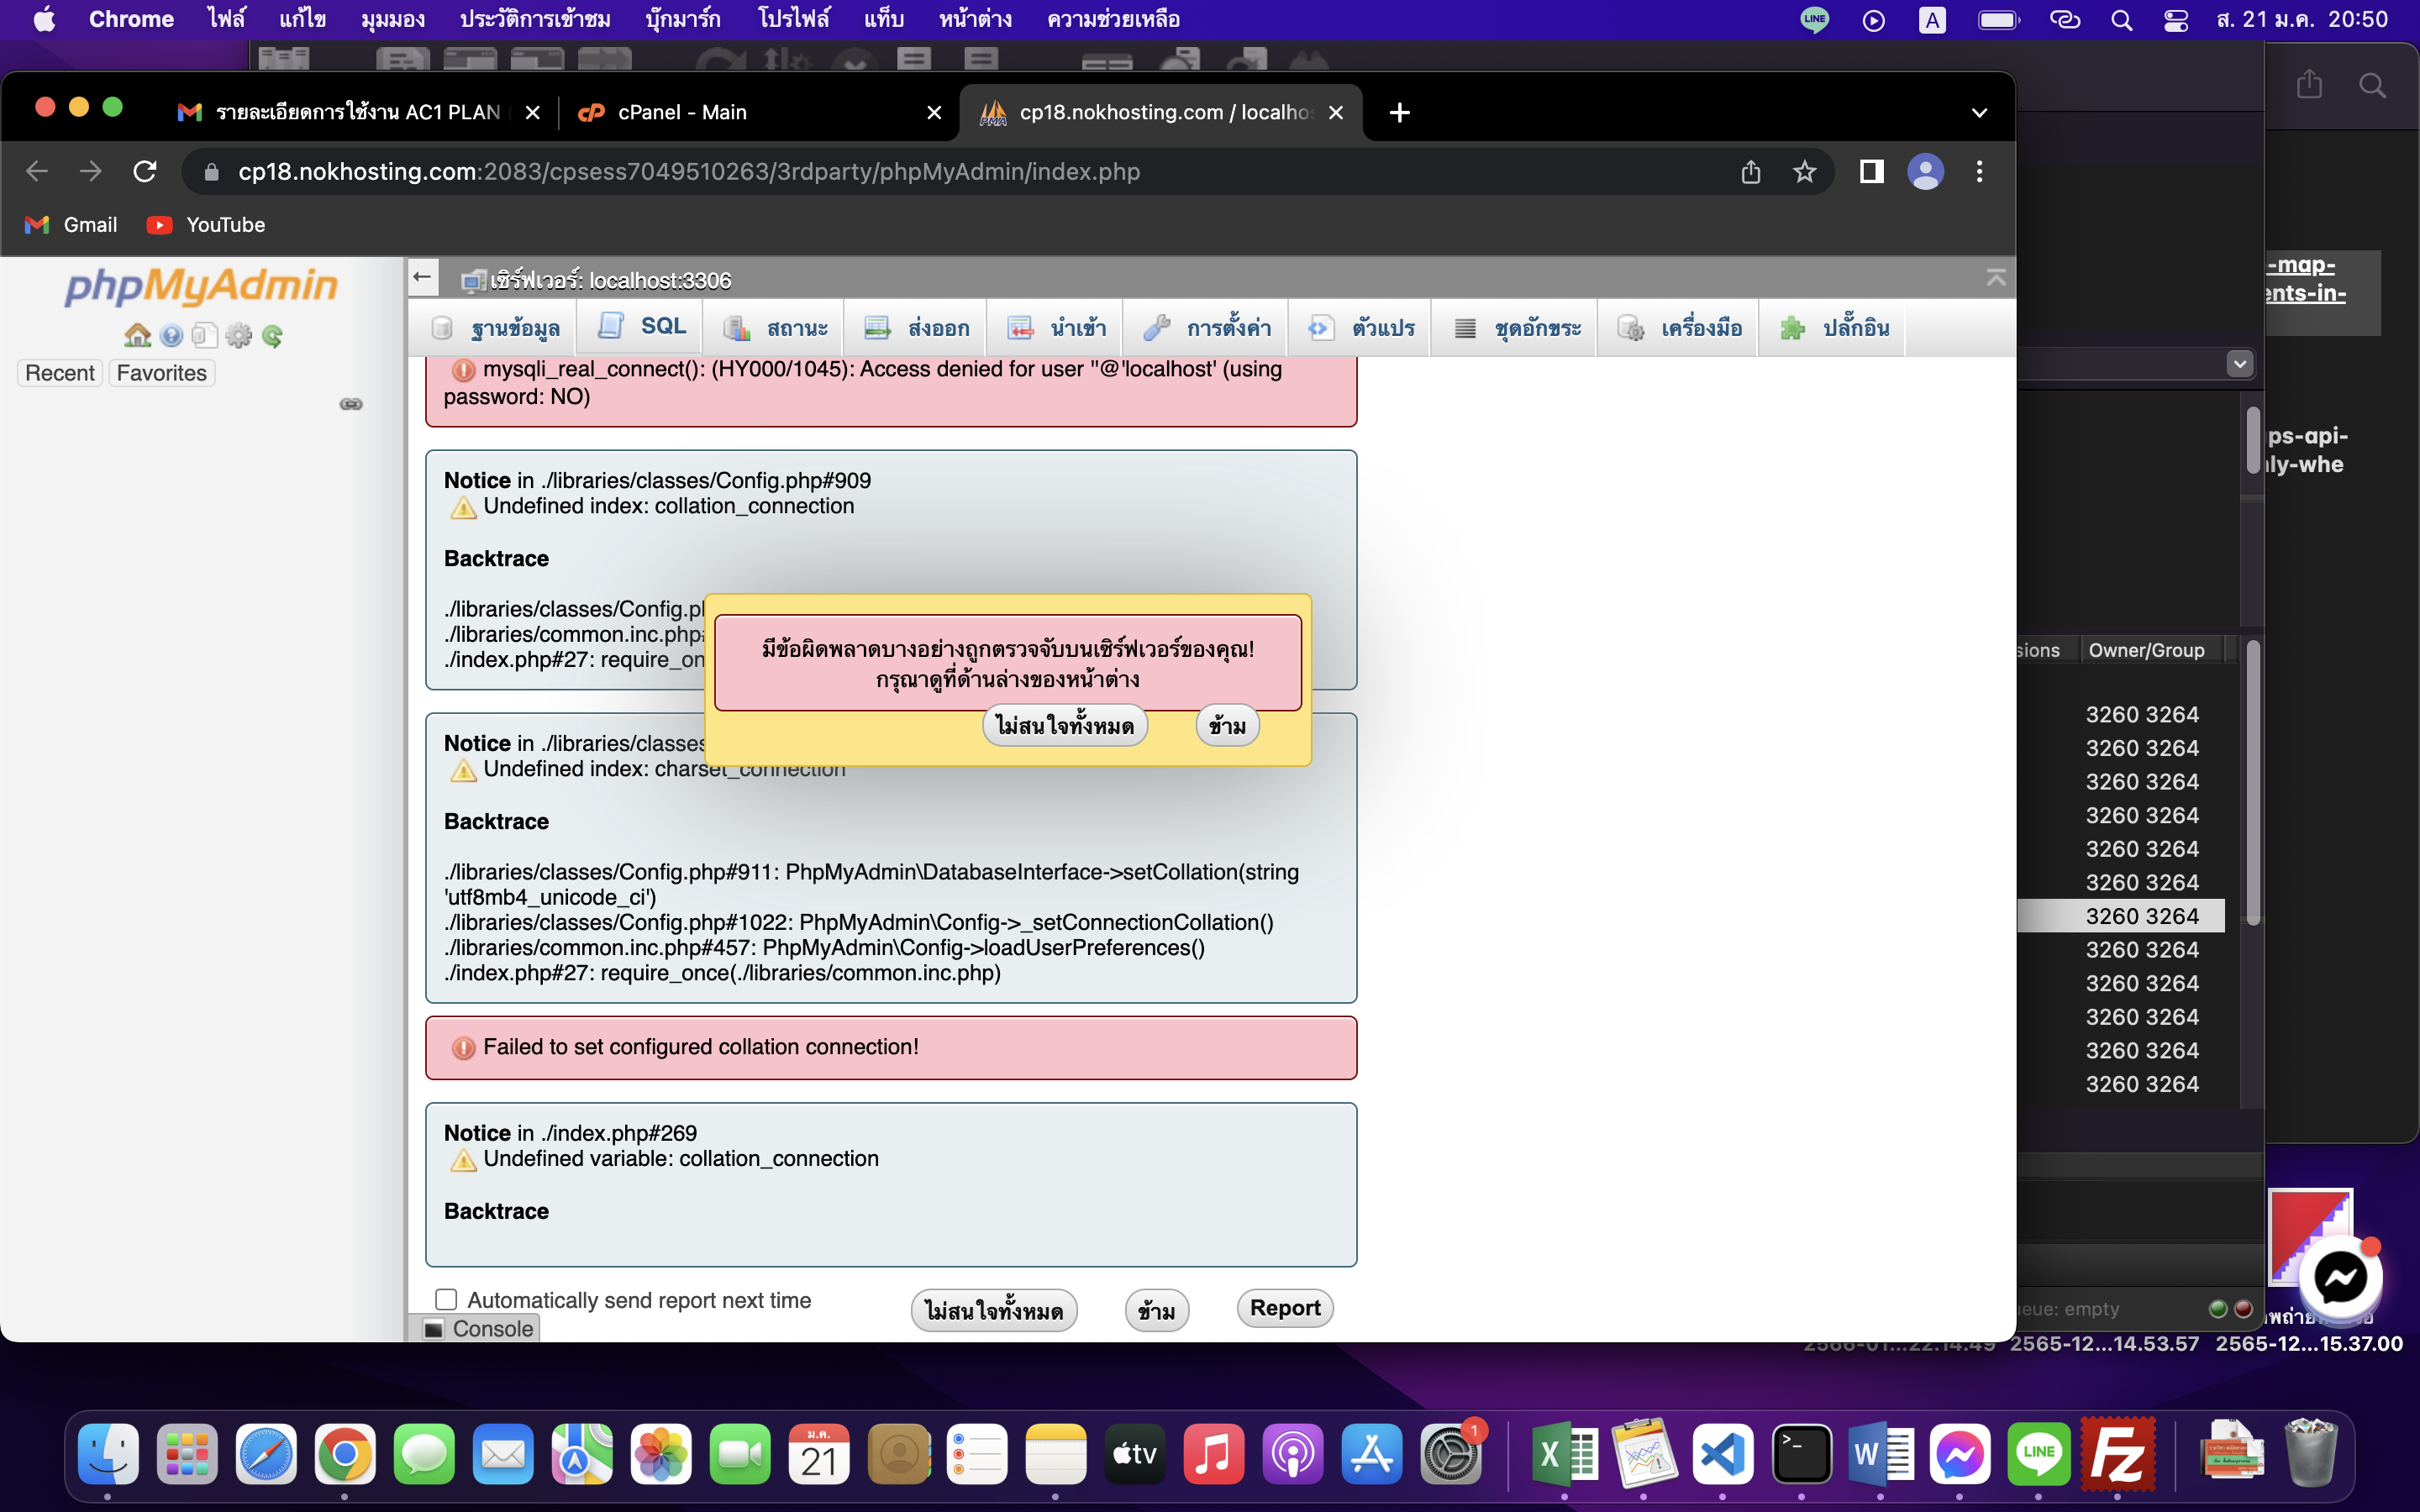 Chrome ไฟล์ แก้ไข มุมมอง ประวัติการเข้าชม บุ๊กมาร์ก โปรไฟล์ แท็บ หน้าต่าง ความช่วยเหลือ LINE A ส. 21 ม.ค. 20:50
รายละเอียดการใช้งาน AC1 PLAN
cPanel - Main
cp18.nokhosting.com / localho
cp18.nokhosting.com:2083/cpsess7049510263/3rdparty/phpMyAdmin/index.php
Gmail YouTube
phpMyAdmin
Recent Favorites
เซิร์ฟเวอร์: localhost:3306
ฐานข้อมูล SQL สถานะ ส่งออก นำเข้า การตั้งค่า ตัวแปร ชุดอักขระ เครื่องมือ ปลั๊กอิน
mysqli_real_connect(): (HY000/1045): Access denied for user ''@'localhost' (using
password: NO)
Notice in ./libraries/classes/Config.php#909
Undefined index: collation_connection
Backtrace
./libraries/classes/Config.p
./libraries/common.inc.php
./index.php#27: require_on
มีข้อผิดพลาดบางอย่างถูกตรวจจับบนเซิร์ฟเวอร์ของคุณ!
กรุณาดูที่ด้านล่างของหน้าต่าง
ไม่สนใจทั้งหมด ข้าม
Notice in ./libraries/classes
Undefined index: charset_connection
Backtrace
./libraries/classes/Config.php#911: PhpMyAdmin\DatabaseInterface->setCollation(string
'utf8mb4_unicode_ci')
./libraries/classes/Config.php#1022: PhpMyAdmin\Config->_setConnectionCollation()
./libraries/common.inc.php#457: PhpMyAdmin\Config->loadUserPreferences()
./index.php#27: require_once(./libraries/common.inc.php)
Failed to set configured collation connection!
Notice in ./index.php#269
Undefined variable: collation_connection
Backtrace
Automatically send report next time ไม่สนใจทั้งหมด ข้าม Report
Console
-map-
ents-in-
ps-api-
ly-whe
sions Owner/Group
3260 3264
3260 3264
3260 3264
3260 3264
3260 3264
3260 3264
3260 3264
3260 3264
3260 3264
3260 3264
3260 3264
3260 3264
eue: empty
2565-12...14.53.57 2565-12...15.37.00
ม.ค.
21
tv
1
X
W
LINE
Fz